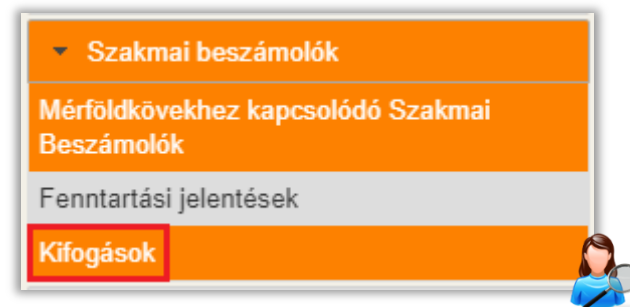 Szakmai beszámolók
Mérföldkövekhez kapcsolódó Szakmai
Beszámolók
Fenntartási jelentések
Kifogások